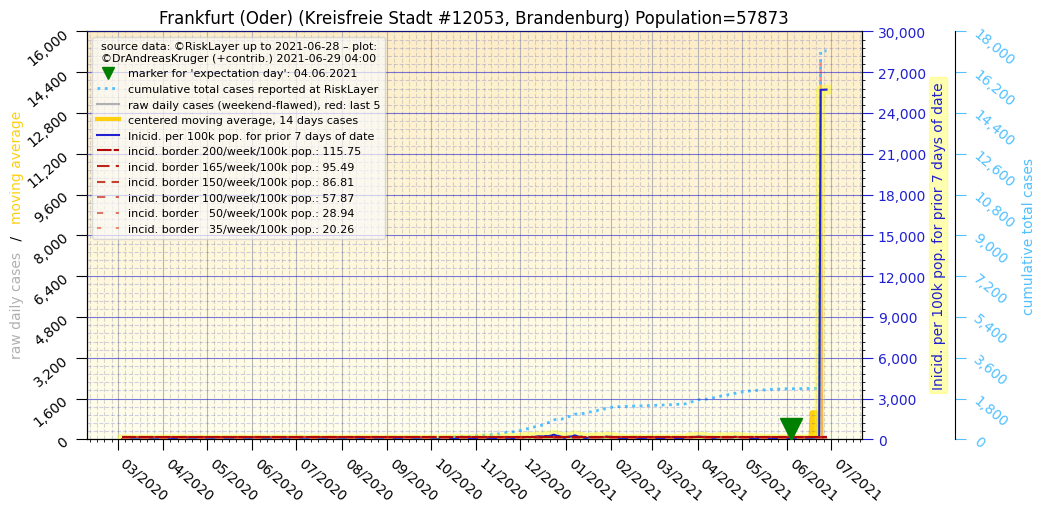 Frankfurt (Oder) (Kreisfreie Stadt #12053, Brandenburg) Population=57873
source data: ©RiskLayer up to 2021-06-28 – plot:
©DrAndreasKruger (+contrib.) 2021-06-29 04:00
marker for 'expectation day': 04.06.2021
cumulative total cases reported at RiskLayer
raw daily cases (weekend-flawed), red: last 5
centered moving average, 14 days cases
Inicid. per 100k pop. for prior 7 days of date
incid. border 200/week/100k pop.: 115.75
incid. border 165/week/100k pop.: 95.49
incid. border 150/week/100k pop.: 86.81
incid. border 100/week/100k pop.: 57.87
incid. border 50/week/100k pop.: 28.94
incid. border 35/week/100k pop.: 20.26
raw daily cases / moving average
16,000
14,400
12,800
11,200
9,600
8,000
6,400
4,800
3,200
1,600
0
03/2020
04/2020
05/2020
06/2020
07/2020
08/2020
09/2020
10/2020
11/2020
12/2020
01/2021
02/2021
03/2021
04/2021
05/2021
06/2021
07/2021
30,000
27,000
24,000
21,000
18,000
15,000
12,000
9,000
6,000
3,000
0
Inicid. per 100k pop. for prior 7 days of date
18,000
16,200
14,400
12,600
10,800
9,000
7,200
5,400
3,600
1,800
0
cumulative total cases